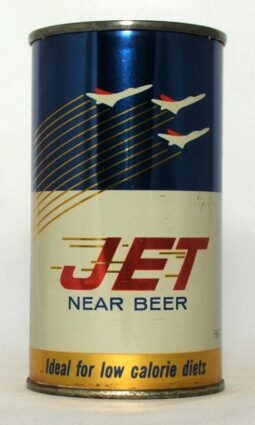 JET
NEAR BEER
Ideal for low calorie diets